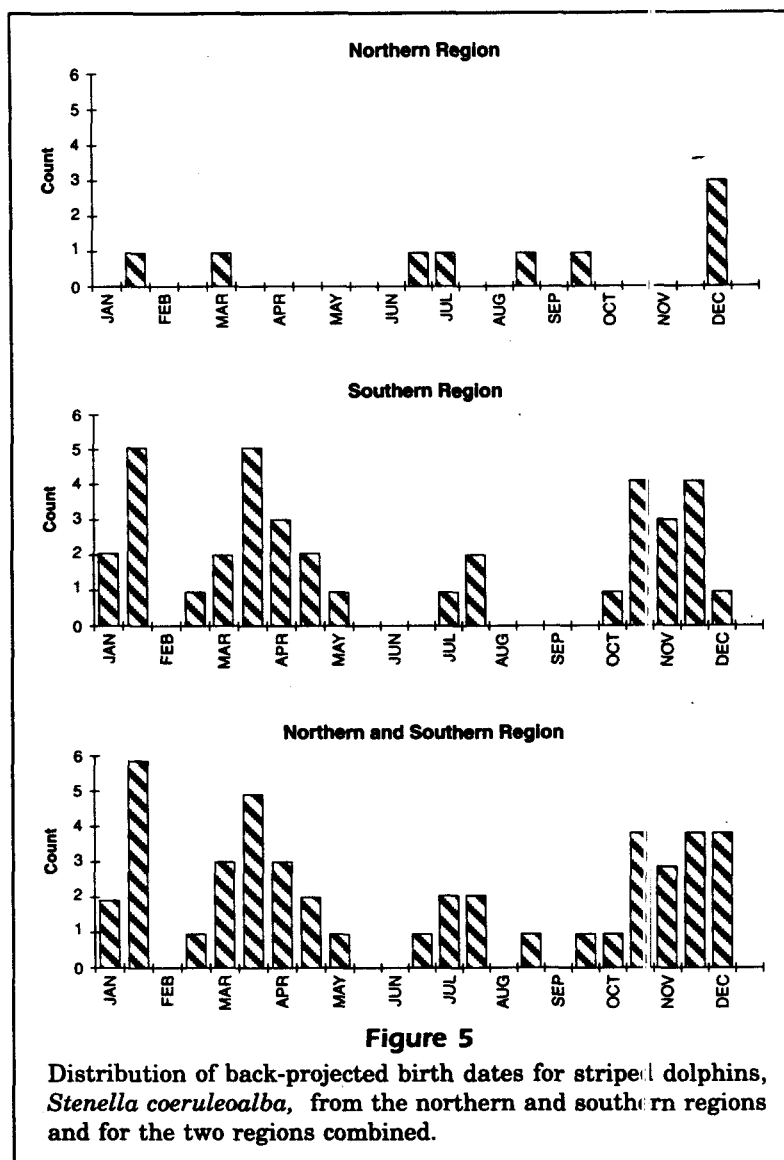 Northern Region
6
5
4
3
2
1
0
Count
JAN FEB MAR APR MAY JUN JUL AUG SEP OCT NOV DEC
Southern Region
6
5
4
3
2
1
0
Count
JAN FEB MAR APR MAY JUN JUL AUG SEP OCT NOV DEC
Northern and Southern Region
6
5
4
3
2
1
0
Count
JAN FEB MAR APR MAY JUN JUL AUG SEP OCT NOV DEC
Figure 5
Distribution of back-projected birth dates for striped dolphins,
Stenella coeruleoalba, from the northern and southern regions
and for the two regions combined.